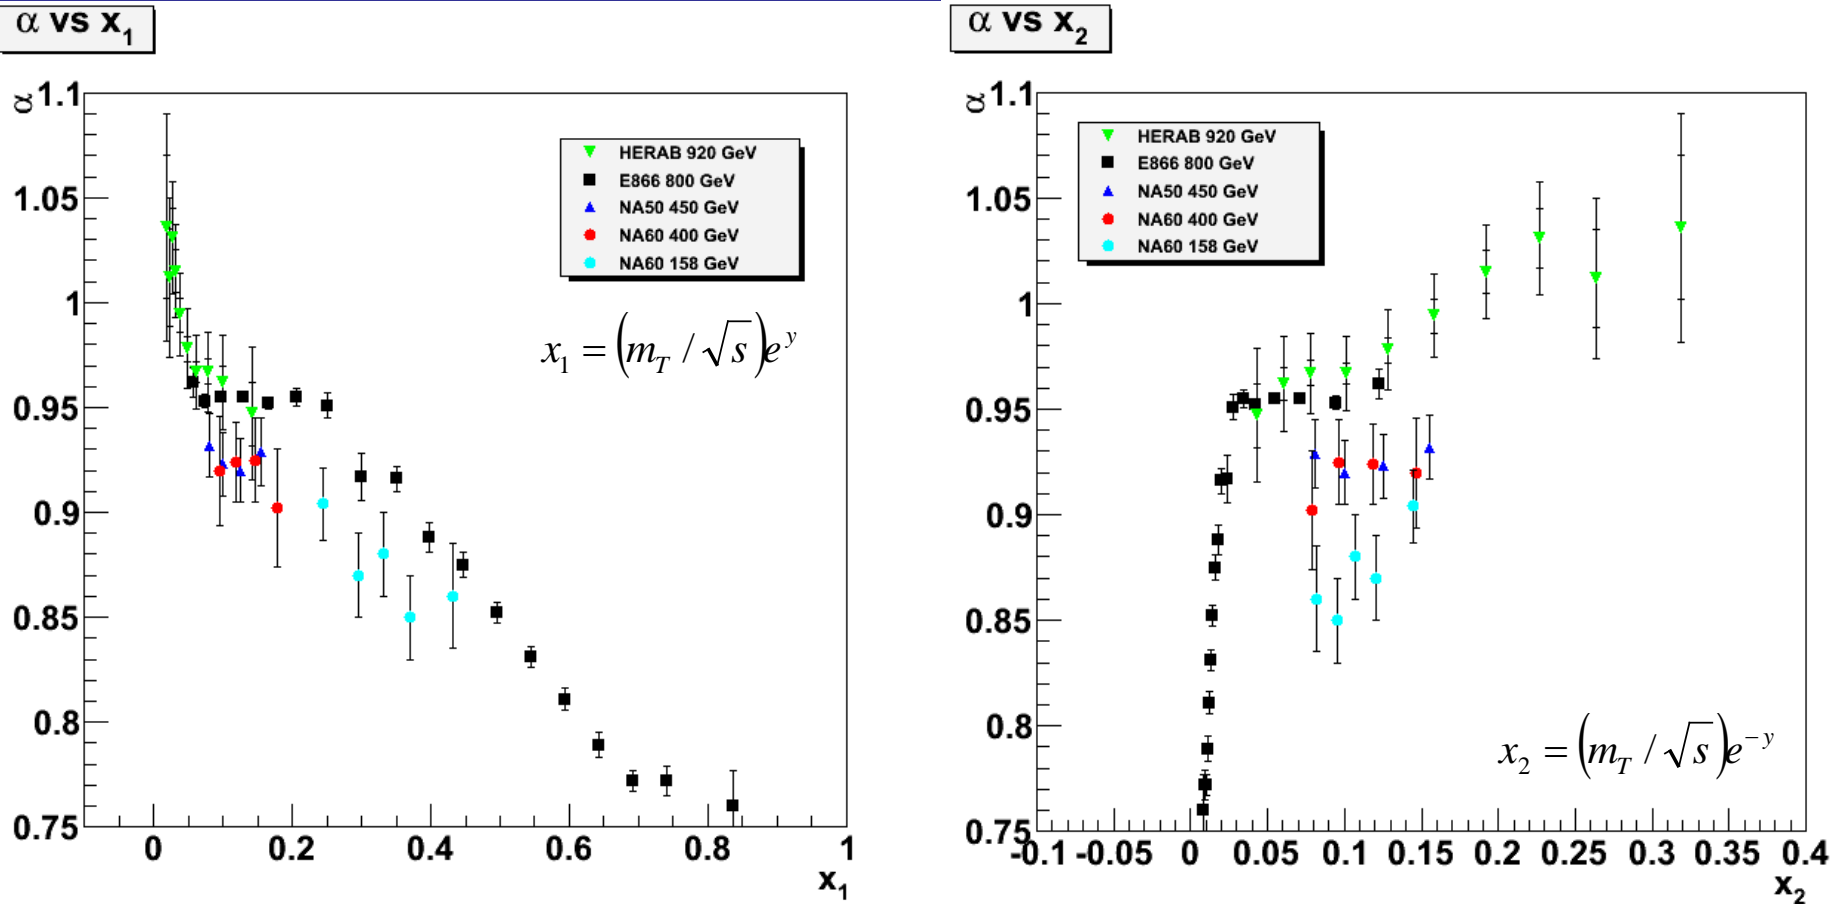 α vs x₁
α
1.1
1.05
1
0.95
0.9
0.85
0.8
0.75
0 0.2 0.4 0.6 0.8 1
x₁
HERAB 920 GeV
E866 800 GeV
NA50 450 GeV
NA60 400 GeV
NA60 158 GeV
x₁ = (m_T / √s)e^y
α vs x₂
α
1.1
1.05
1
0.95
0.9
0.85
0.8
0.75
-0.1 -0.05 0 0.05 0.1 0.15 0.2 0.25 0.3 0.35 0.4
x₂
HERAB 920 GeV
E866 800 GeV
NA50 450 GeV
NA60 400 GeV
NA60 158 GeV
x₂ = (m_T / √s)e^{-y}